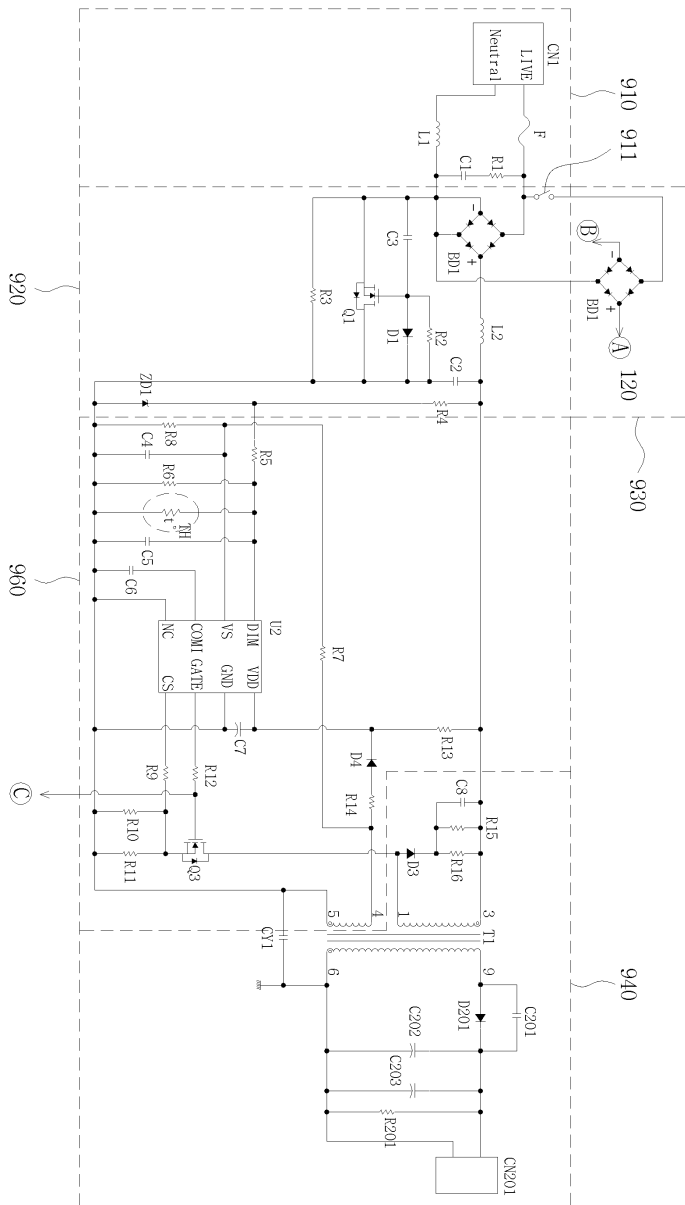 910
911
CN1
LIVE
Neutral
F
L1
R1
C1
B
-
+
BD1
A
120
-
+
BD1
L2
920
C3
R3
Q1
D1
R2
C2
ZD1
R4
930
R8
C4
R5
R6
TH
t°
C5
C6
960
U2
DIM
VDD
VS
GND
COMI
GATE
NC
CS
R7
C7
R13
D4
R14
R9
R12
C
R10
R11
Q3
C8
R15
R16
D3
3
1
4
5
T1
9
6
CY1
940
C201
D201
C202
C203
R201
CN201